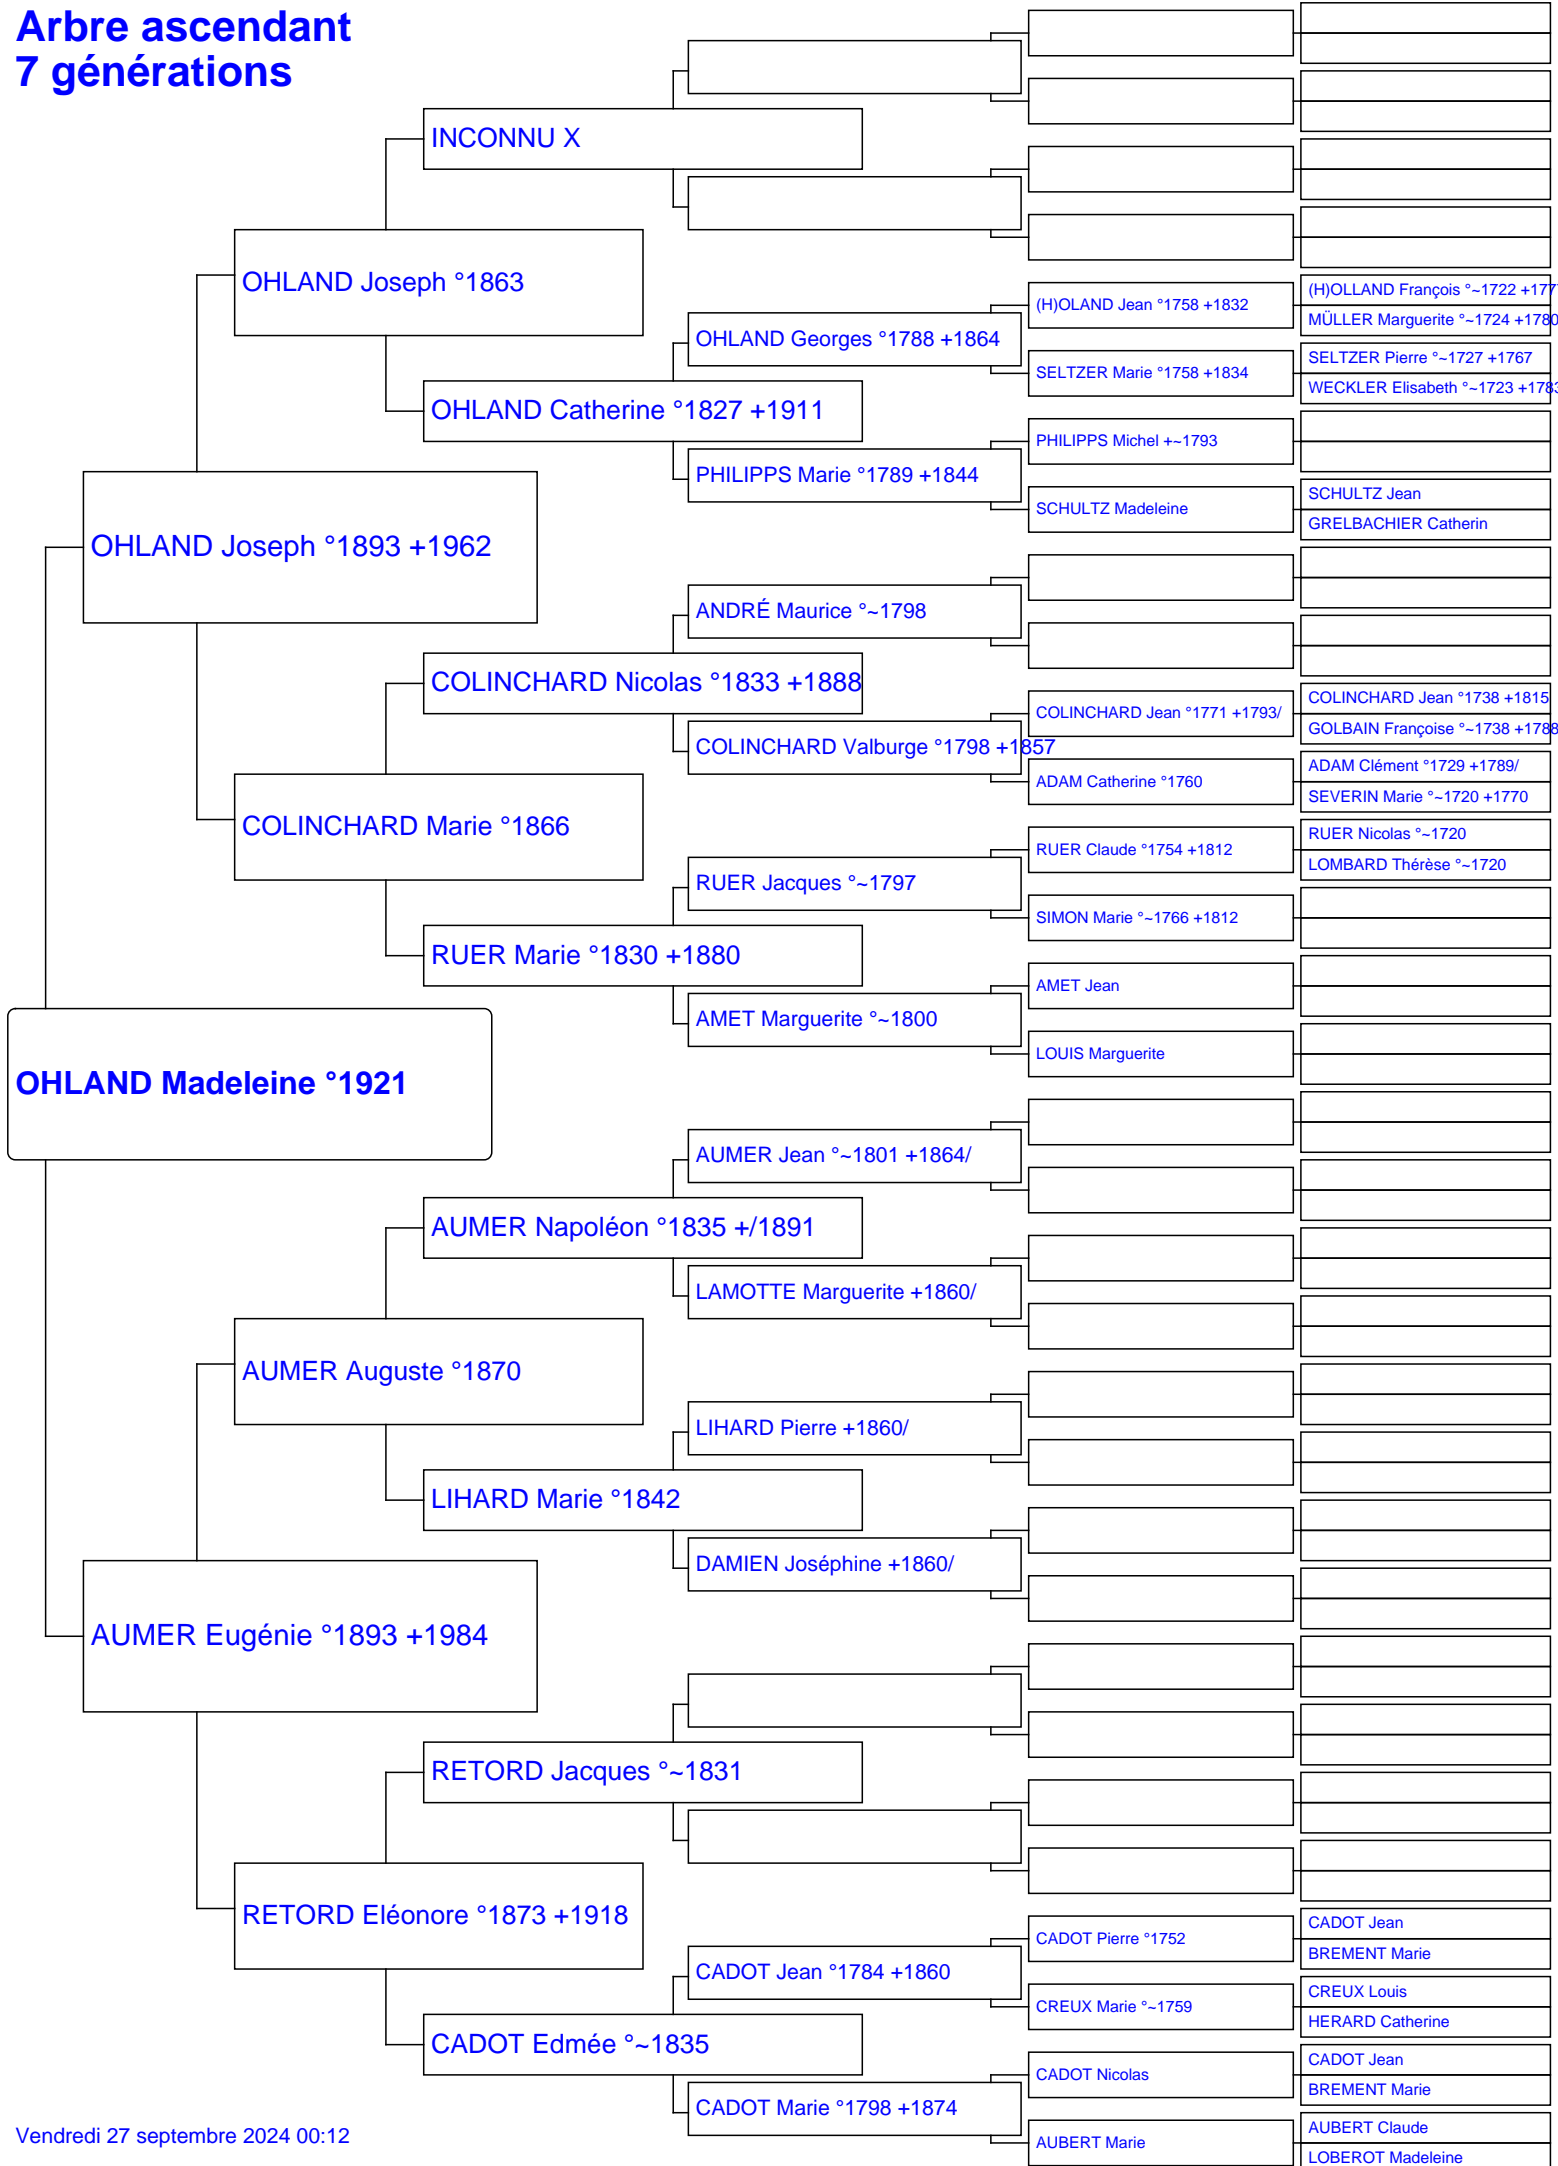 Arbre ascendant
7 générations
INCONNU X
OHLAND Joseph °1863
(H)OLLAND François °~1722 +177
(H)OLAND Jean °1758 +1832
MÜLLER Marguerite °~1724 +1780
OHLAND Georges °1788 +1864
SELTZER Pierre °~1727 +1767
SELTZER Marie °1758 +1834
WECKLER Elisabeth °~1723 +1783
OHLAND Catherine °1827 +1911
PHILIPPS Michel +~1793
PHILIPPS Marie °1789 +1844
SCHULTZ Jean
SCHULTZ Madeleine
GRELBACHIER Catherin
OHLAND Joseph °1893 +1962
ANDRÉ Maurice °~1798
COLINCHARD Nicolas °1833 +1888
COLINCHARD Jean °1738 +1815
COLINCHARD Jean °1771 +1793/
GOLBAIN Françoise °~1738 +1788
COLINCHARD Valburge °1798 +1857
ADAM Clément °1729 +1789/
ADAM Catherine °1760
SEVERIN Marie °~1720 +1770
COLINCHARD Marie °1866
RUER Nicolas °~1720
RUER Claude °1754 +1812
LOMBARD Thérèse °~1720
RUER Jacques °~1797
SIMON Marie °~1766 +1812
RUER Marie °1830 +1880
AMET Jean
AMET Marguerite °~1800
LOUIS Marguerite
OHLAND Madeleine °1921
AUMER Jean °~1801 +1864/
AUMER Napoléon °1835 +/1891
LAMOTTE Marguerite +1860/
AUMER Auguste °1870
LIHARD Pierre +1860/
LIHARD Marie °1842
DAMIEN Joséphine +1860/
AUMER Eugénie °1893 +1984
RETORD Jacques °~1831
RETORD Eléonore °1873 +1918
CADOT Jean
CADOT Pierre °1752
BREMENT Marie
CADOT Jean °1784 +1860
CREUX Louis
CREUX Marie °~1759
HERARD Catherine
CADOT Edmée °~1835
CADOT Jean
CADOT Nicolas
BREMENT Marie
CADOT Marie °1798 +1874
AUBERT Claude
AUBERT Marie
LOBEROT Madeleine
Vendredi 27 septembre 2024 00:12